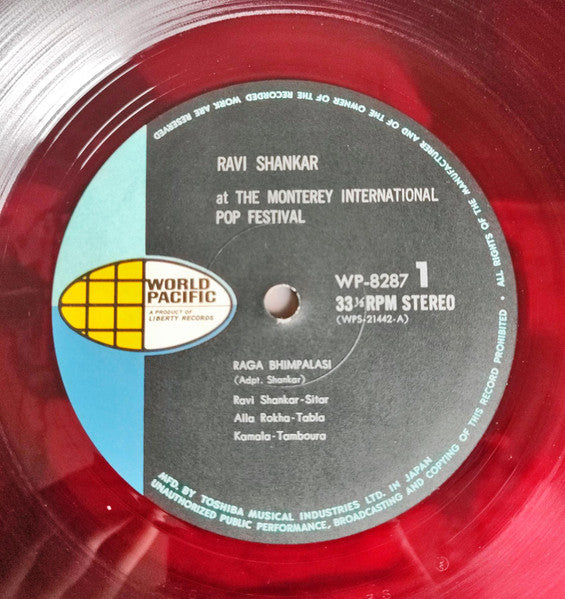 RAVI SHANKAR
at THE MONTEREY INTERNATIONAL
POP FESTIVAL
WP-8287 1
33⅓ RPM STEREO
(WPS-21442-A)
WORLD
PACIFIC
A PRODUCT OF
LIBERTY RECORDS
RAGA BHIMPALASI
(Adpt. Shankar)
Ravi Shankar-Sitar
Alla Rokha-Tabla
Kamala-Tamboura
MFD. BY TOSHIBA MUSICAL INDUSTRIES LTD. IN JAPAN
UNAUTHORIZED PUBLIC PERFORMANCE, BROADCASTING AND COPYING OF THIS RECORD PROHIBITED • ALL RIGHTS OF THE MANUFACTURER AND OF THE OWNER OF THE RECORDED WORK ARE RESERVED